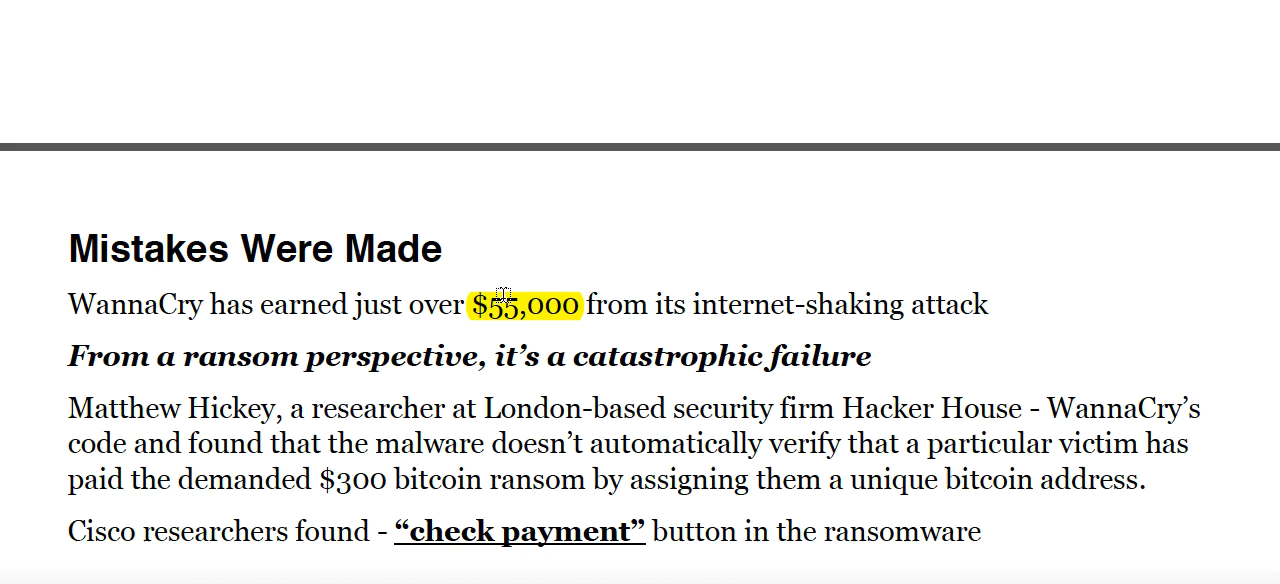 Mistakes Were Made
WannaCry has earned just over $55,000 from its internet-shaking attack
From a ransom perspective, it’s a catastrophic failure
Matthew Hickey, a researcher at London-based security firm Hacker House - WannaCry’s
code and found that the malware doesn’t automatically verify that a particular victim has
paid the demanded $300 bitcoin ransom by assigning them a unique bitcoin address.
Cisco researchers found - “check payment” button in the ransomware